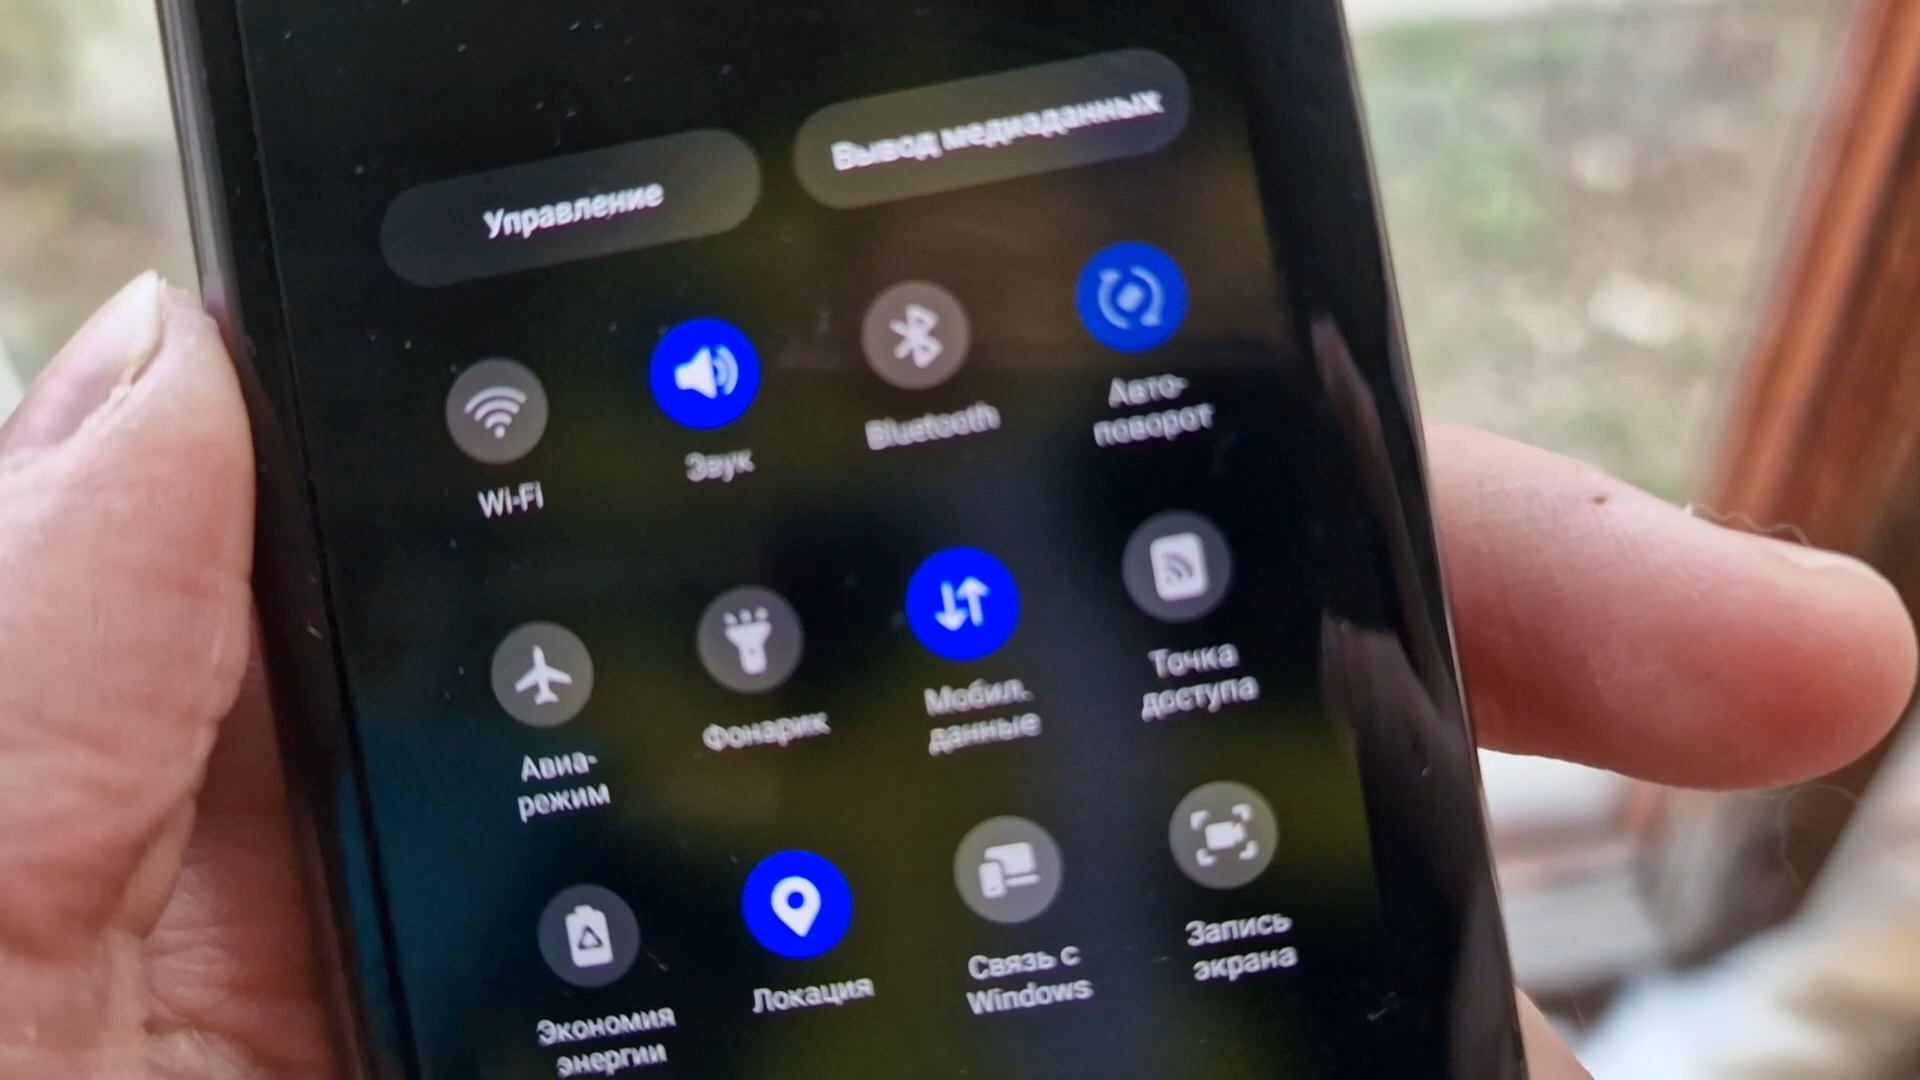 Управление
Вывод медиаданных
Wi-Fi
Звук
Bluetooth
Авто-
поворот
Авиа-
режим
Фонарик
Мобил.
данные
Точка
доступа
Экономия
энергии
Локация
Связь с
Windows
Запись
экрана